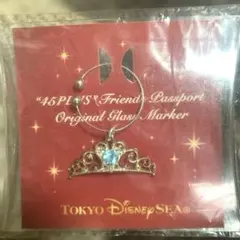 "45PLUS" Friends Passport
Original Glass Marker
TOKYO DISNEYSEA®